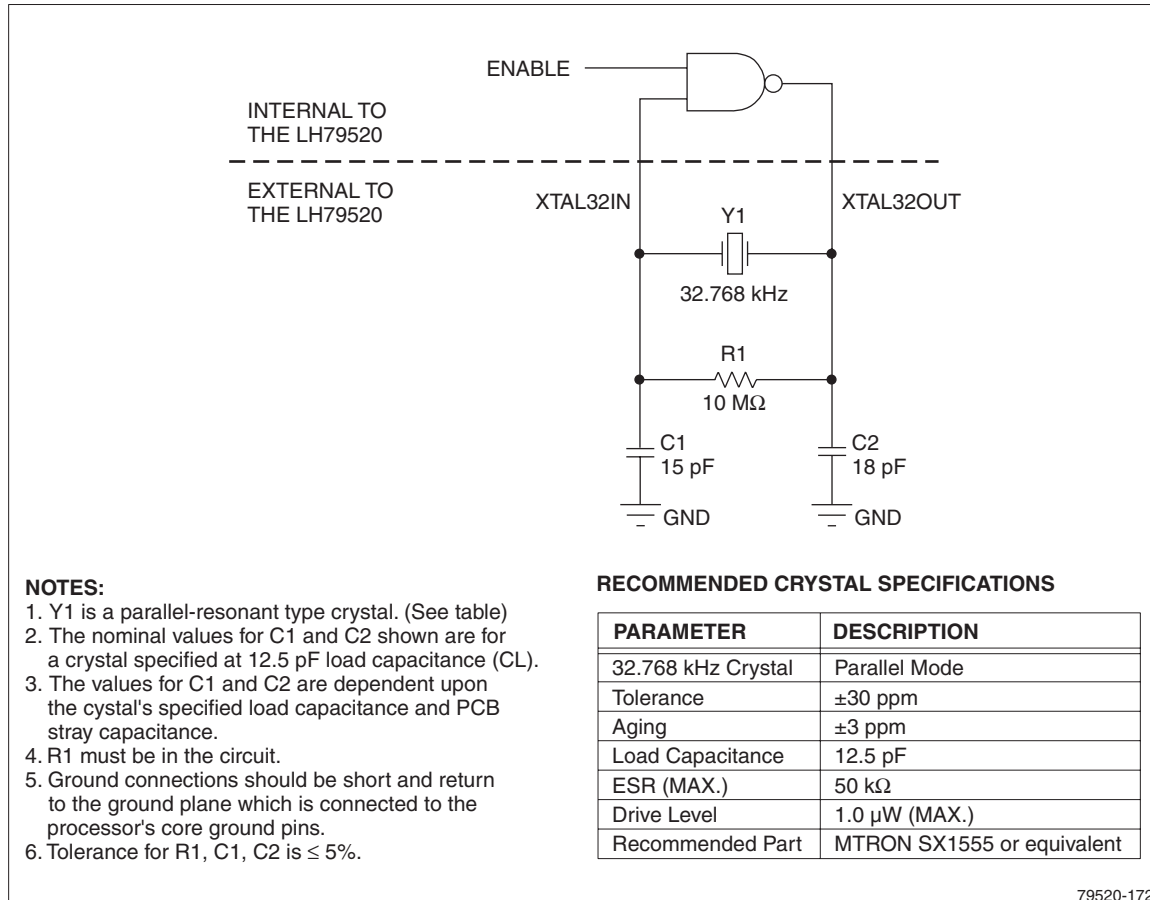 ENABLE
INTERNAL TO
THE LH79520
EXTERNAL TO
THE LH79520
XTAL32IN
XTAL32OUT
Y1
32.768 kHz
R1
10 MΩ
C1
15 pF
C2
18 pF
GND
GND
NOTES:
1. Y1 is a parallel-resonant type crystal. (See table)
2. The nominal values for C1 and C2 shown are for
a crystal specified at 12.5 pF load capacitance (CL).
3. The values for C1 and C2 are dependent upon
the cystal's specified load capacitance and PCB
stray capacitance.
4. R1 must be in the circuit.
5. Ground connections should be short and return
to the ground plane which is connected to the
processor's core ground pins.
6. Tolerance for R1, C1, C2 is ≤ 5%.
RECOMMENDED CRYSTAL SPECIFICATIONS
PARAMETER DESCRIPTION
32.768 kHz Crystal Parallel Mode
Tolerance ±30 ppm
Aging ±3 ppm
Load Capacitance 12.5 pF
ESR (MAX.) 50 kΩ
Drive Level 1.0 µW (MAX.)
Recommended Part MTRON SX1555 or equivalent
79520-172